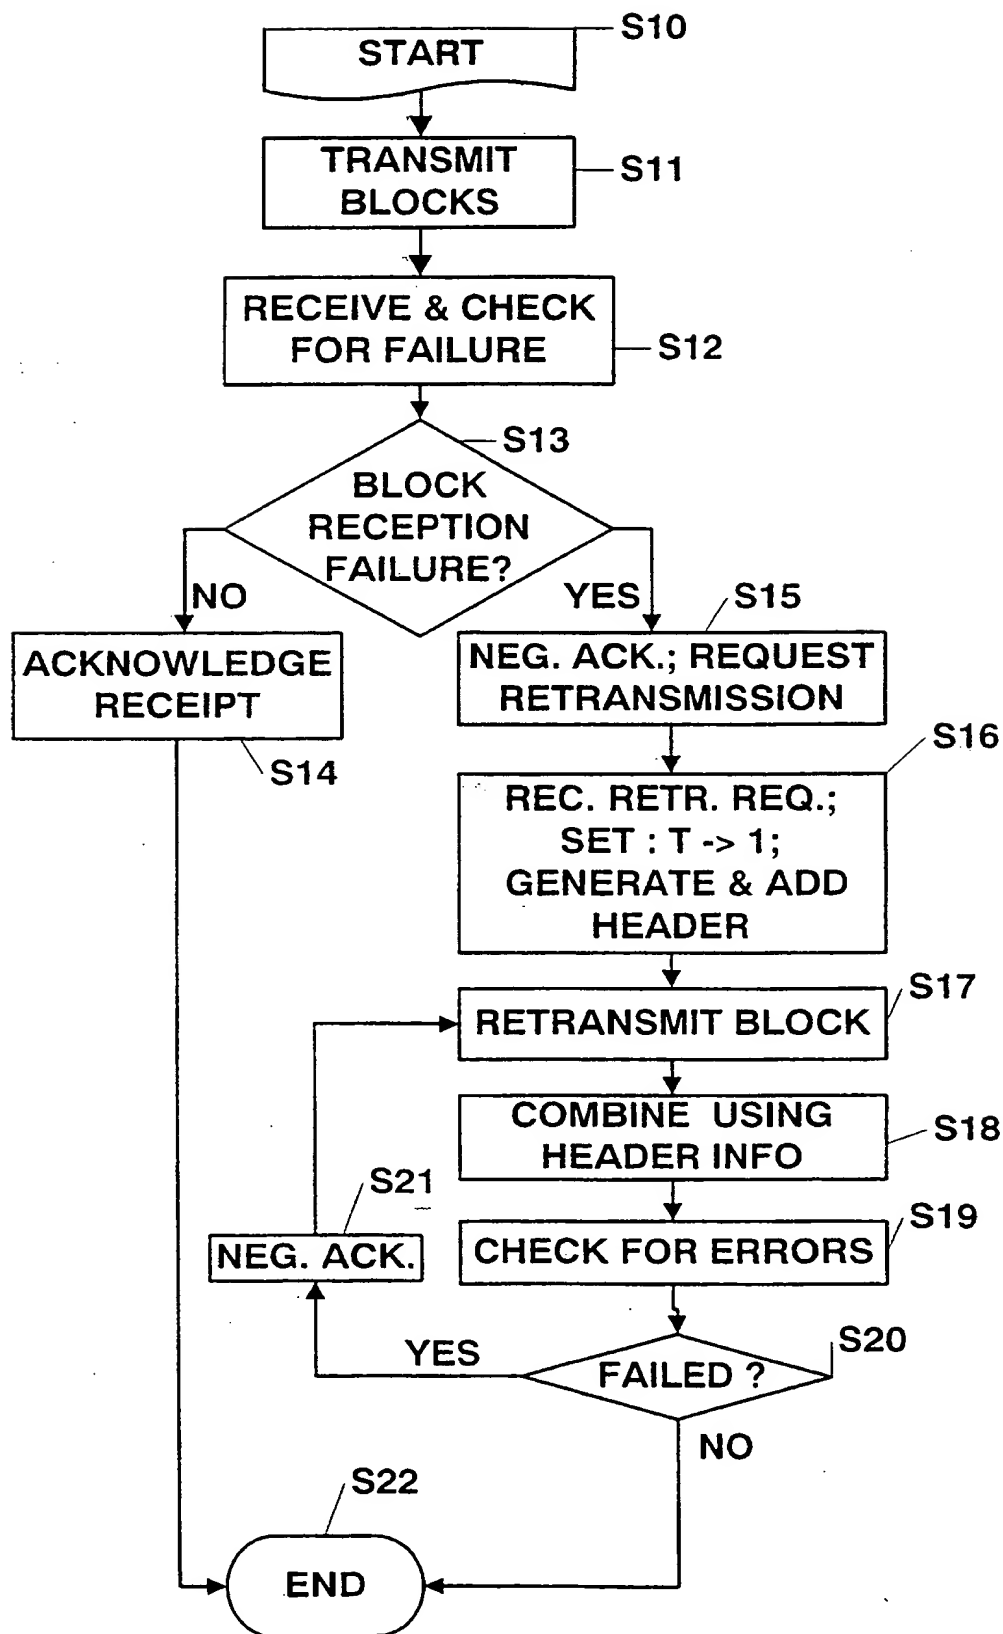 S10
START
TRANSMIT
BLOCKS
S11
RECEIVE & CHECK
FOR FAILURE
S12
S13
BLOCK
RECEPTION
FAILURE?
NO
YES
S15
ACKNOWLEDGE
RECEIPT
S14
NEG. ACK.; REQUEST
RETRANSMISSION
S16
REC. RETR. REQ.;
SET : T -> 1;
GENERATE & ADD
HEADER
S17
RETRANSMIT BLOCK
COMBINE USING
HEADER INFO
S18
S21
NEG. ACK.
S19
CHECK FOR ERRORS
S20
YES
FAILED ?
NO
S22
END